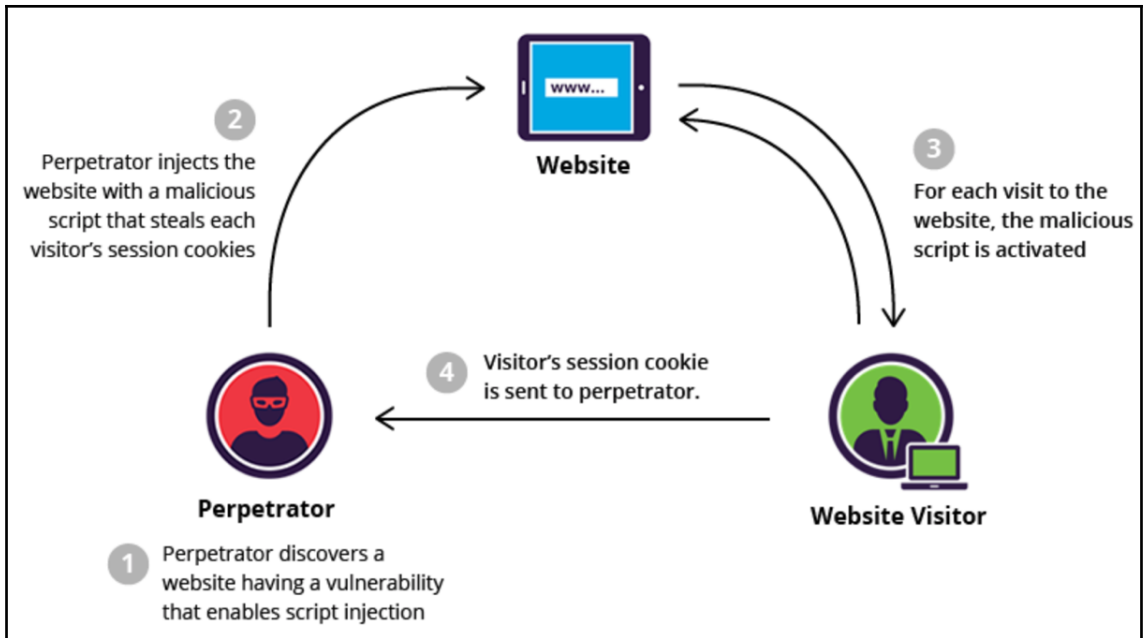 www...
Website
2
Perpetrator injects the
website with a malicious
script that steals each
visitor's session cookies
3
For each visit to the
website, the malicious
script is activated
4
Visitor's session cookie
is sent to perpetrator.
Perpetrator
Website Visitor
1
Perpetrator discovers a
website having a vulnerability
that enables script injection